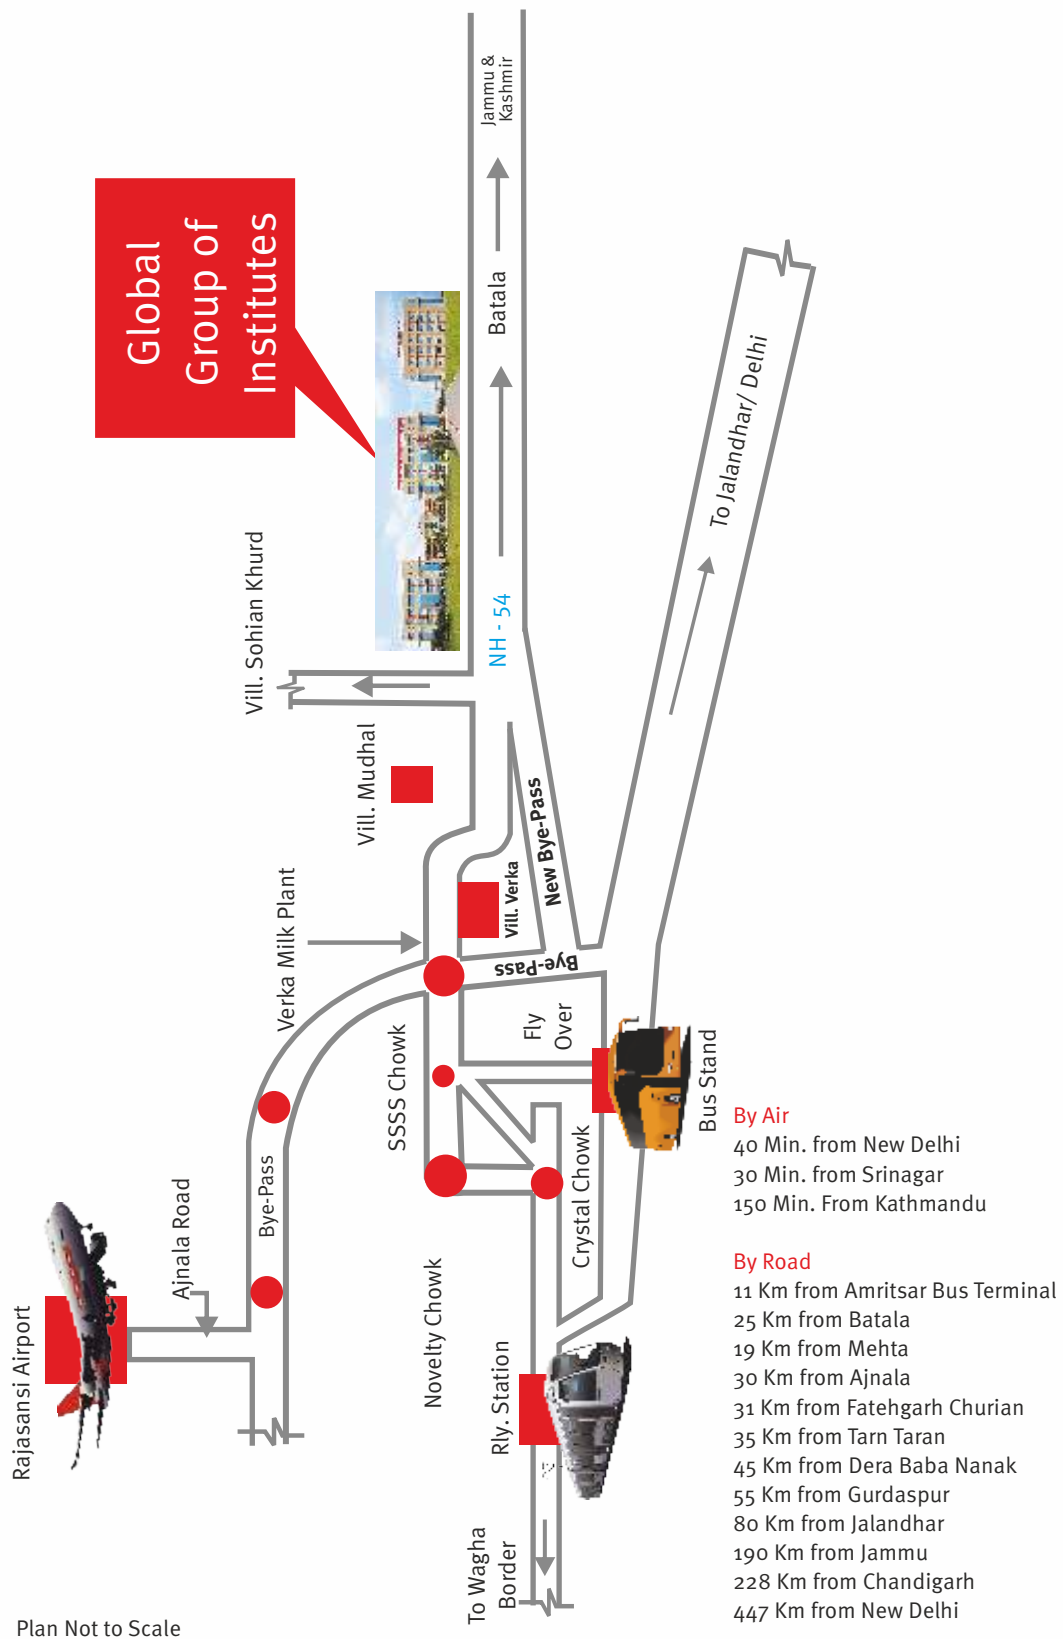 Jammu &
Kashmir
Global
Group of
Institutes
Batala
To Jalandhar/ Delhi
Vill. Sohian Khurd
NH - 54
Vill. Mudhal
New Bye-Pass
Vill. Verka
Verka Milk Plant
Bye-Pass
Fly
Over
SSSS Chowk
Bus Stand
Crystal Chowk
Bye-Pass
Ajnala Road
Rajasansi Airport
Novelty Chowk
Rly. Station
To Wagha
Border
By Air
40 Min. from New Delhi
30 Min. from Srinagar
150 Min. From Kathmandu
By Road
11 Km from Amritsar Bus Terminal
25 Km from Batala
19 Km from Mehta
30 Km from Ajnala
31 Km from Fatehgarh Churian
35 Km from Tarn Taran
45 Km from Dera Baba Nanak
55 Km from Gurdaspur
80 Km from Jalandhar
190 Km from Jammu
228 Km from Chandigarh
447 Km from New Delhi
Plan Not to Scale